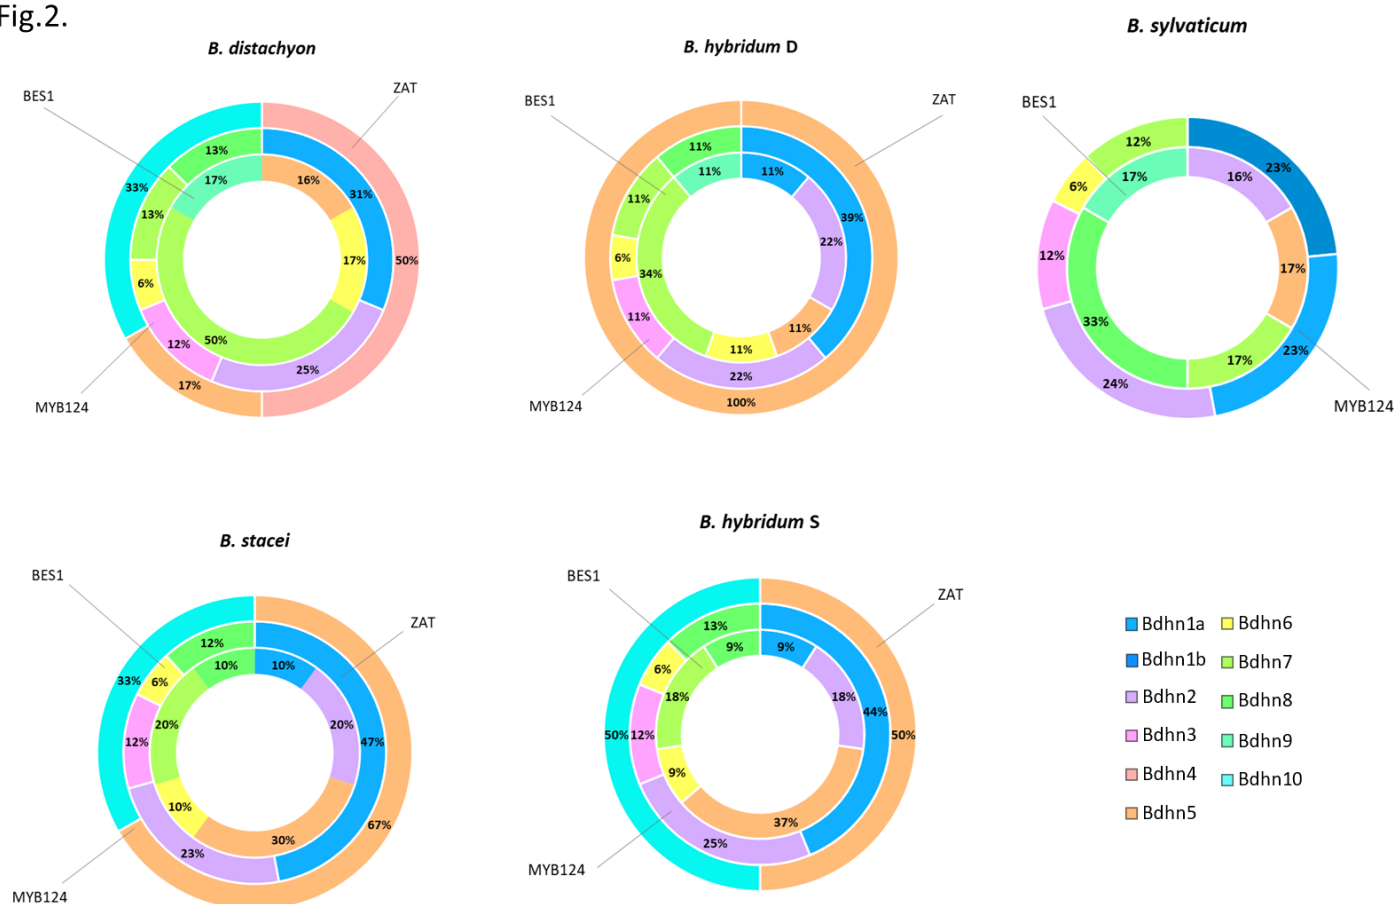 Fig.2.
B. distachyon
BES1
ZAT
13%
17%
16%
31%
33%
13%
17%
50%
6%
12%
50%
25%
17%
MYB124
B. hybridum D
BES1
ZAT
11%
11%
11%
11%
39%
22%
6%
34%
11%
11%
11%
22%
100%
MYB124
B. sylvaticum
BES1
12%
23%
17%
16%
6%
12%
17%
33%
23%
17%
24%
MYB124
B. stacei
BES1
ZAT
12%
10%
10%
33%
6%
20%
20%
12%
47%
10%
30%
67%
23%
MYB124
B. hybridum S
BES1
ZAT
13%
9%
9%
6%
18%
18%
44%
50%
12%
50%
9%
37%
25%
MYB124
Bdhn1a
Bdhn1b
Bdhn2
Bdhn3
Bdhn4
Bdhn5
Bdhn6
Bdhn7
Bdhn8
Bdhn9
Bdhn10